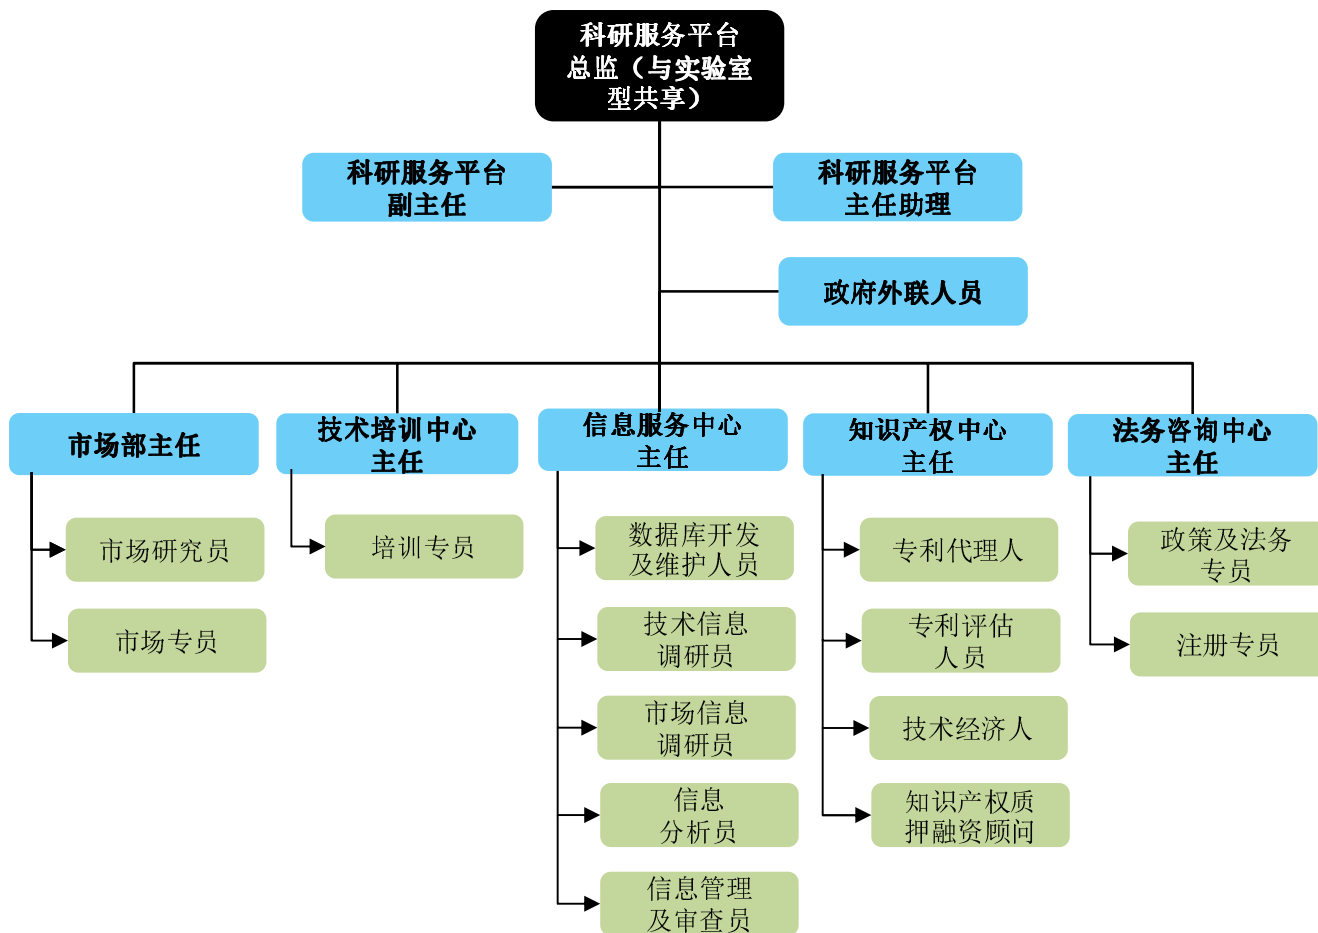 科研服务平台
总监（与实验室
型共享）
科研服务平台
副主任
科研服务平台
主任助理
政府外联人员
市场部主任
技术培训中心
主任
信息服务中心
主任
知识产权中心
主任
法务咨询中心
主任
市场研究员
市场专员
培训专员
数据库开发
及维护人员
技术信息
调研员
市场信息
调研员
信息
分析员
信息管理
及审查员
专利代理人
专利评估
人员
技术经济人
知识产权质
押融资顾问
政策及法务
专员
注册专员